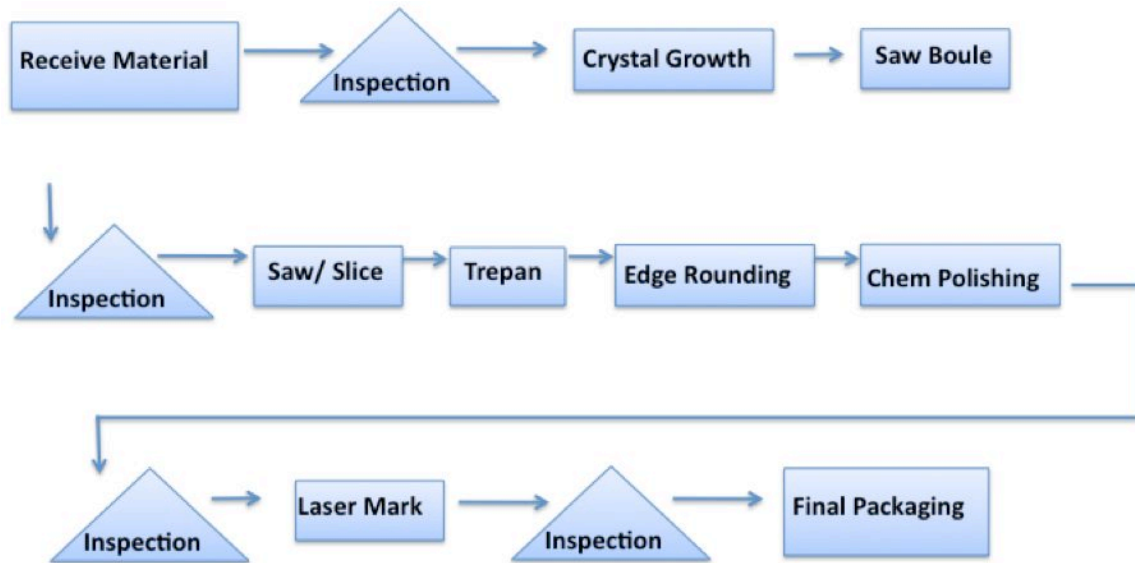 Receive Material
Inspection
Crystal Growth
Saw Boule
Inspection
Saw/ Slice
Trepan
Edge Rounding
Chem Polishing
Inspection
Laser Mark
Inspection
Final Packaging